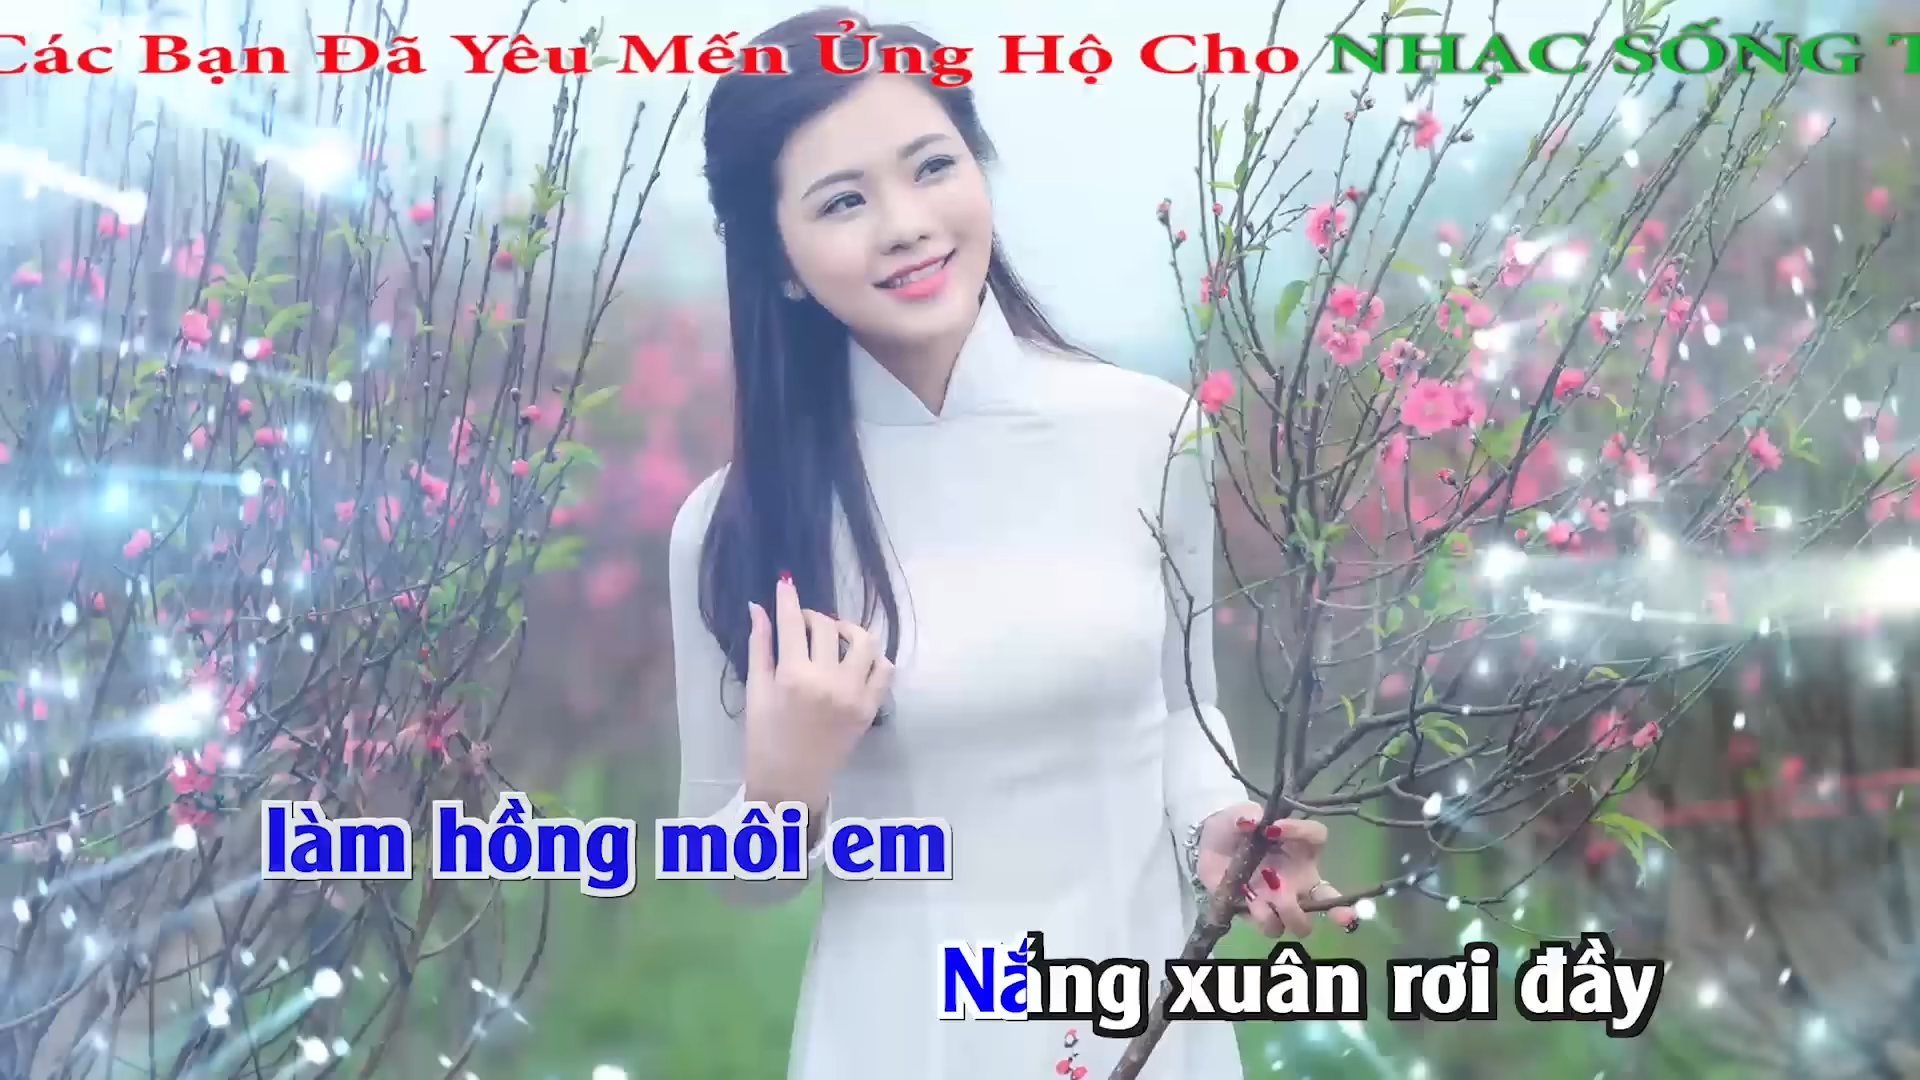 Các Bạn Đã Yêu Mến Ủng Hộ Cho NHẠC SỐNG
làm hồng môi em
Nắng xuân rơi đầy